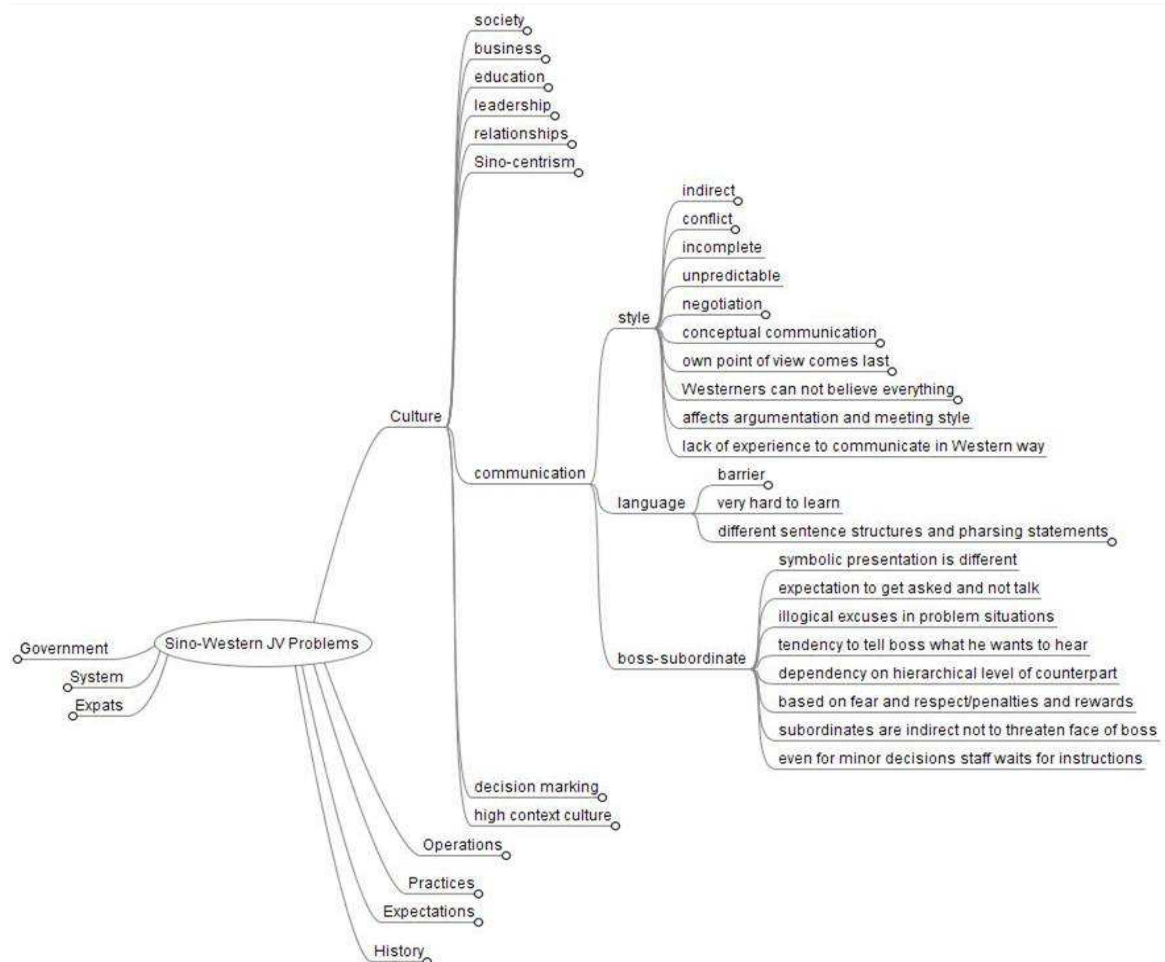 society
business
education
leadership
relationships
Sino-centrism
indirect
conflict
incomplete
unpredictable
negotiation
style
conceptual communication
own point of view comes last
Westerners can not believe everything
Culture
affects argumentation and meeting style
lack of experience to communicate in Western way
communication
barrier
language
very hard to learn
different sentence structures and pharsing statements
symbolic presentation is different
expectation to get asked and not talk
illogical excuses in problem situations
Sino-Western JV Problems
Government
tendency to tell boss what he wants to hear
boss-subordinate
System
dependency on hierarchical level of counterpart
Expats
based on fear and respect/penalties and rewards
subordinates are indirect not to threaten face of boss
even for minor decisions staff waits for instructions
decision marking
high context culture
Operations
Practices
Expectations
History